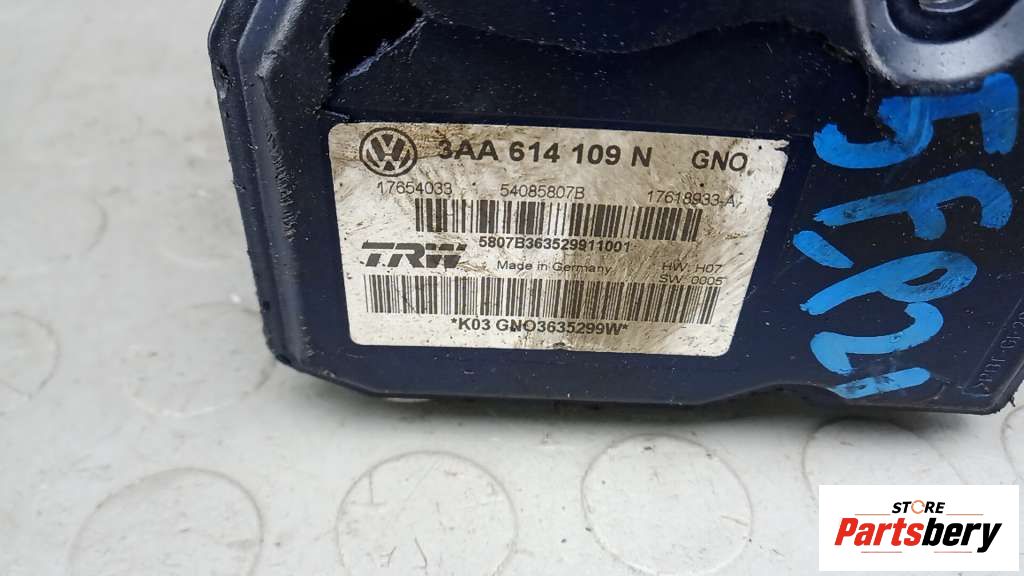 3AA 614 109 N GNO
17654033 54085807B 17618933-A
5807B363529911001
TRW Made in Germany HW: H07
SW: 0005
*K03 GNO3635299W*
STORE
Partsbery